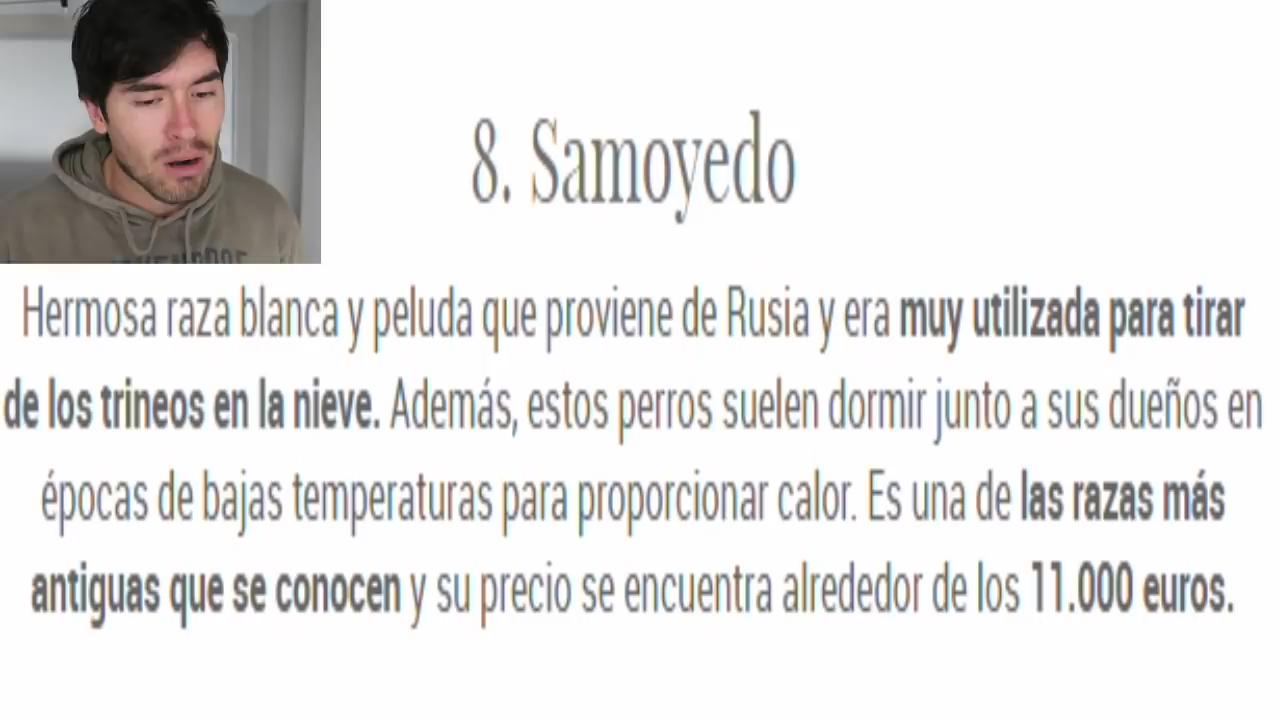 8. Samoyedo
Hermosa raza blanca y peluda que proviene de Rusia y era muy utilizada para tirar
de los trineos en la nieve. Además, estos perros suelen dormir junto a sus dueños en
épocas de bajas temperaturas para proporcionar calor. Es una de las razas más
antiguas que se conocen y su precio se encuentra alrededor de los 11.000 euros.